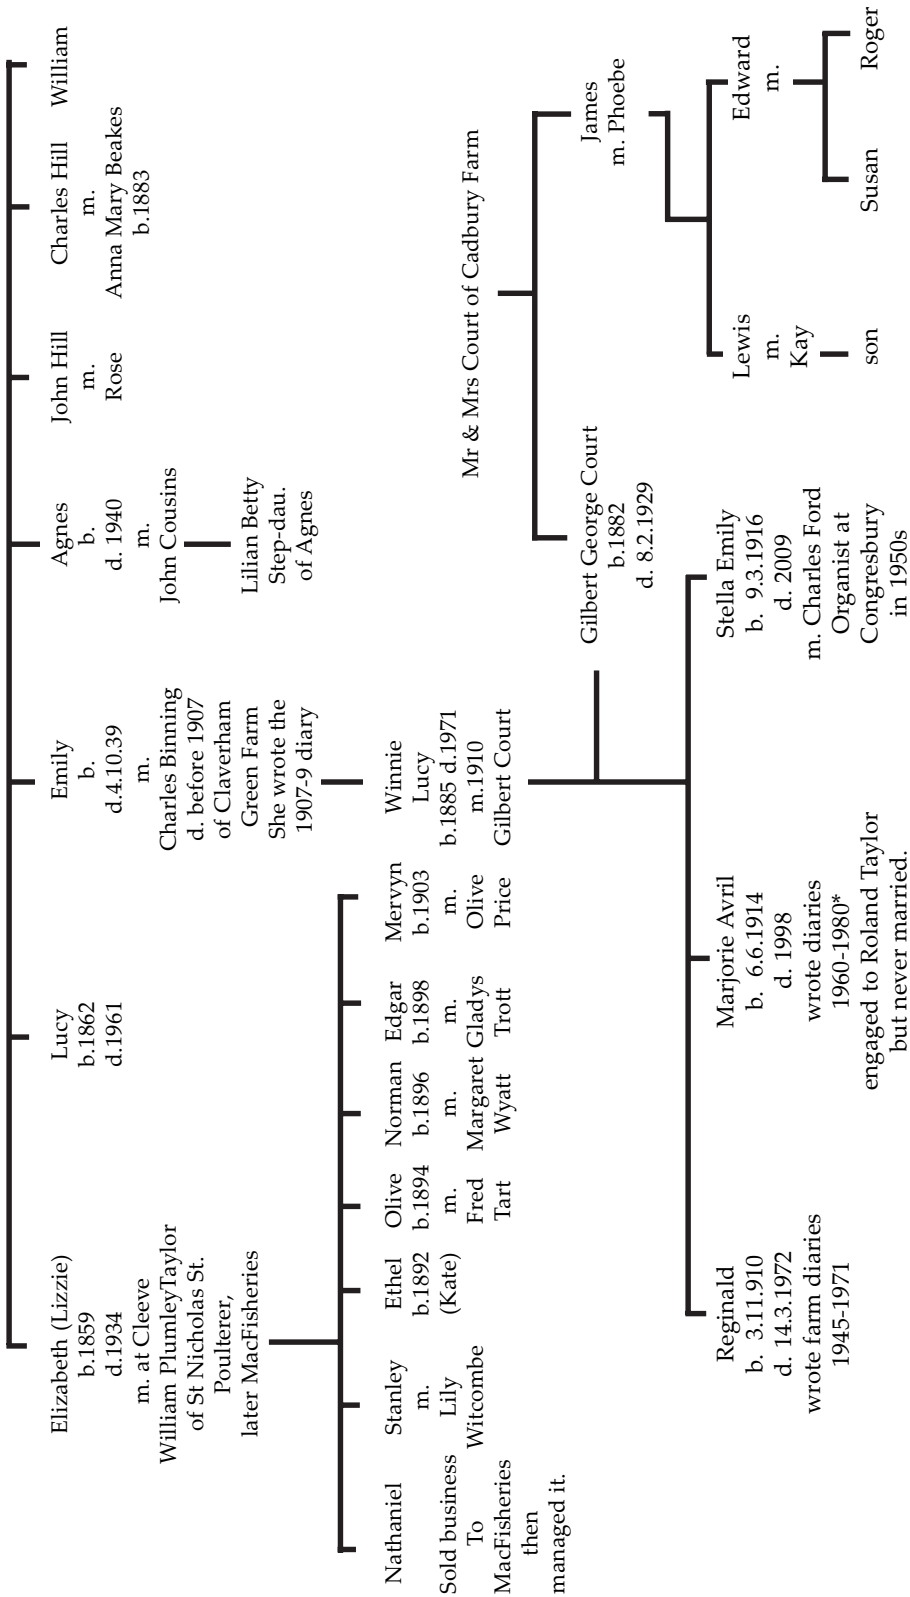 Elizabeth (Lizzie)
b.1859
d.1934
m. at Cleeve
William PlumleyTaylor
of St Nicholas St.
Poulterer,
later MacFisheries
Lucy
b.1862
d.1961
Emily
b.
d.4.10.39
m.
Charles Binning
d. before 1907
of Claverham
Green Farm
She wrote the
1907-9 diary
Agnes
b.
d. 1940
m.
John Cousins
Lilian Betty
Step-dau.
of Agnes
John Hill
m.
Rose
Charles Hill
m.
Anna Mary Beakes
b.1883
William
Nathaniel
Sold business
To
MacFisheries
then
managed it.
Stanley
m.
Lily
Witcombe
Ethel
b.1892
(Kate)
Olive
b.1894
m.
Fred
Tart
Norman
b.1896
m.
Margaret
Wyatt
Edgar
b.1898
m.
Gladys
Trott
Mervyn
b.1903
m.
Olive
Price
Winnie
Lucy
b.1885 d.1971
m.1910
Gilbert Court
Mr & Mrs Court of Cadbury Farm
Gilbert George Court
b.1882
d. 8.2.1929
James
m. Phoebe
Reginald
b. 3.11.910
d. 14.3.1972
wrote farm diaries
1945-1971
Marjorie Avril
b. 6.6.1914
d. 1998
wrote diaries
1960-1980*
engaged to Roland Taylor
but never married.
Stella Emily
b. 9.3.1916
d. 2009
m. Charles Ford
Organist at
Congresbury
in 1950s
Lewis
m.
Kay
son
Edward
m.
Susan
Roger